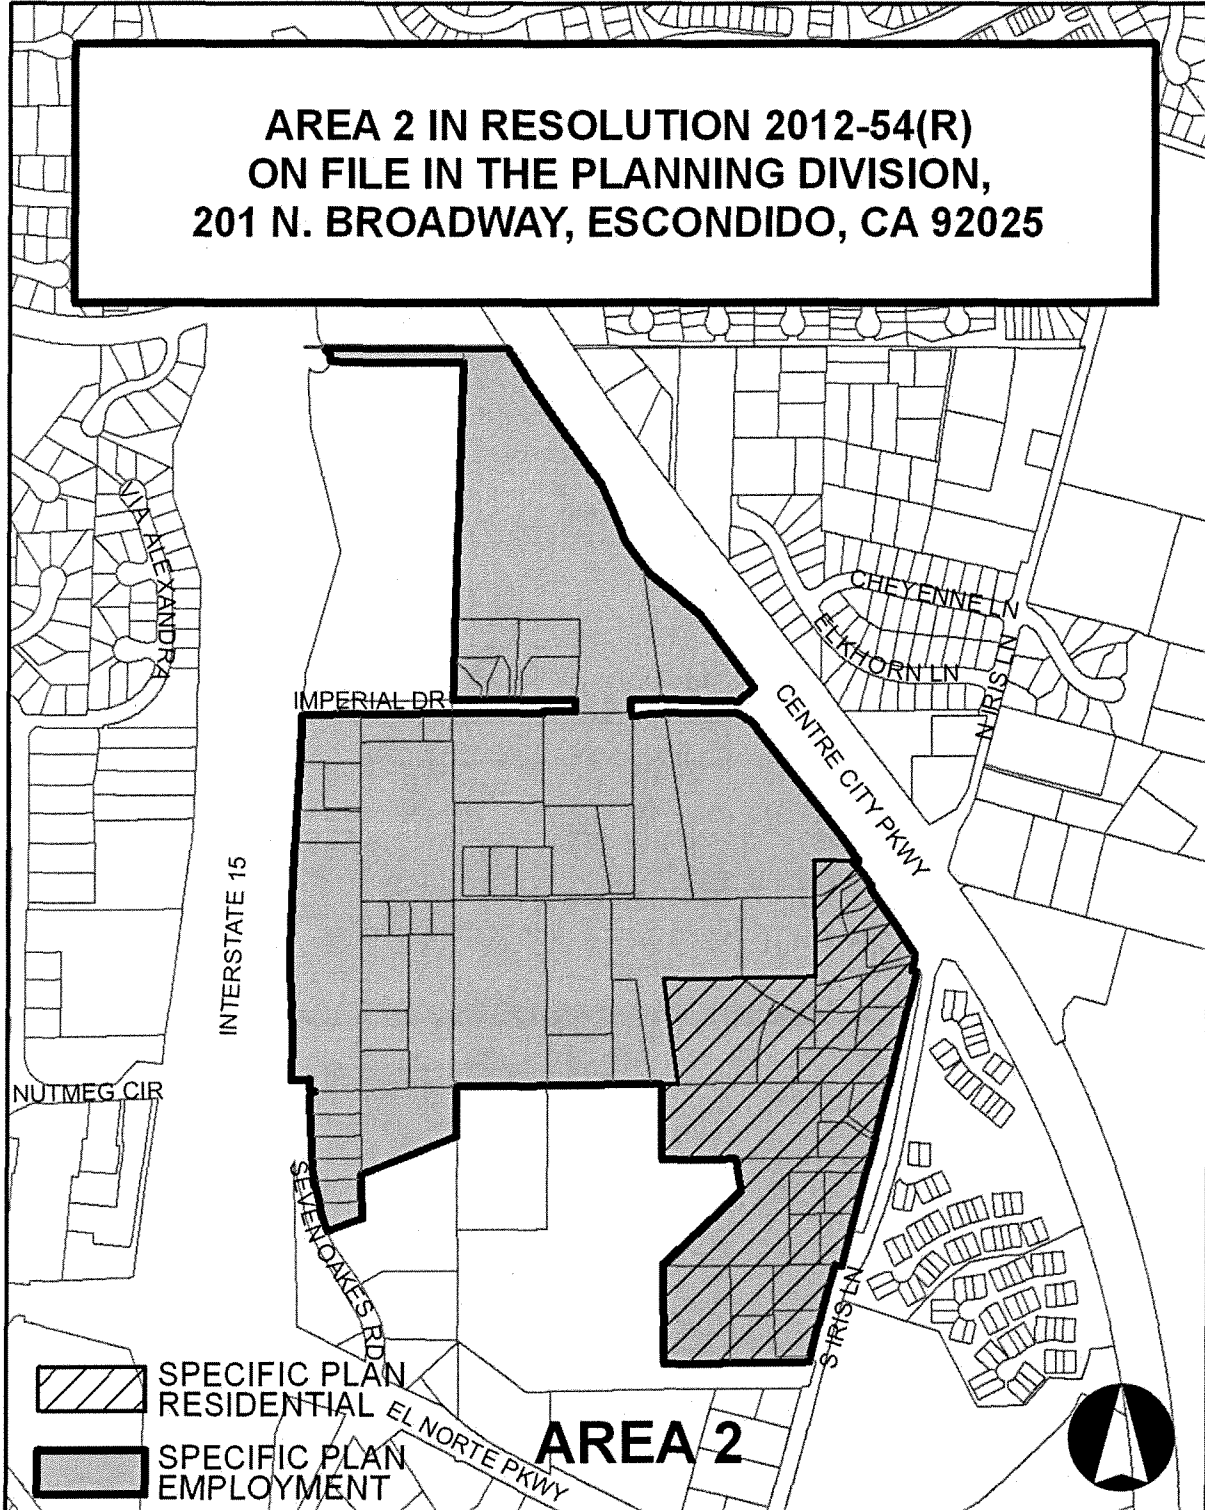 AREA 2 IN RESOLUTION 2012-54(R)
ON FILE IN THE PLANNING DIVISION,
201 N. BROADWAY, ESCONDIDO, CA 92025
VIA ALEXANDRA
CHEYENNE LN
ELKHORN LN
N IRIS LN
IMPERIAL DR
CENTRE CITY PKWY
INTERSTATE 15
NUTMEG CIR
SEVEN OAKES RD
S IRIS LN
SPECIFIC PLAN
RESIDENTIAL
EL NORTE PKWY
AREA 2
SPECIFIC PLAN
EMPLOYMENT